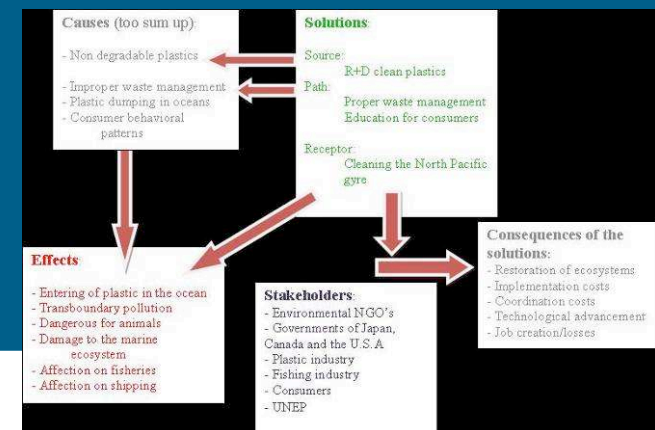 Causes (too sum up):
- Non degradable plastics
- Improper waste management
- Plastic dumping in oceans
- Consumer behavioral
patterns
Solutions:
Source:
R+D clean plastics
Path:
Proper waste management
Education for consumers
Receptor:
Cleaning the North Pacific
gyre
Effects
- Entering of plastic in the ocean
- Transboundary pollution
- Dangerous for animals
- Damage to the marine
ecosystem
- Affection on fisheries
- Affection on shipping
Stakeholders:
- Environmental NGO's
- Governments of Japan,
Canada and the U.S.A
- Plastic industry
- Fishing industry
- Consumers
- UNEP
Consequences of the
solutions:
- Restoration of ecosystems
- Implementation costs
- Coordination costs
- Technological advancement
- Job creation/losses